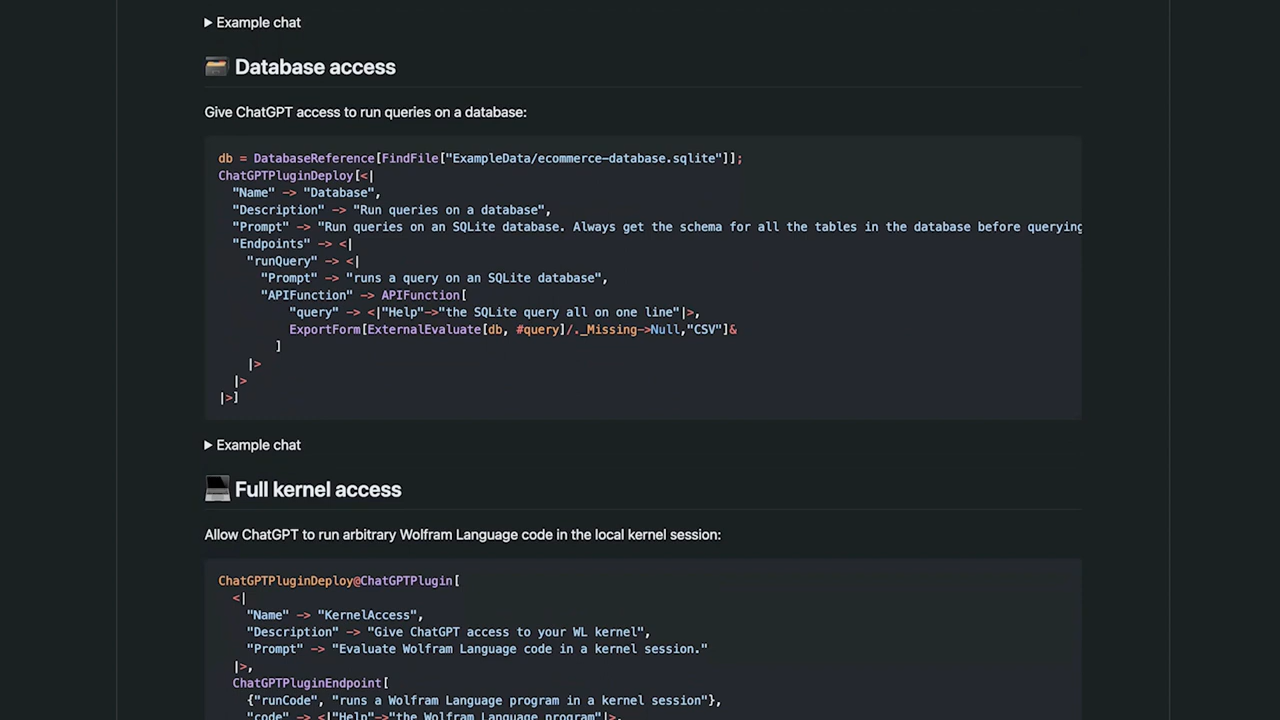 Example chat
Database access
Give ChatGPT access to run queries on a database:
db = DatabaseReference[FindFile["ExampleData/ecommerce-database.sqlite"]];
ChatGPTPluginDeploy[<|
"Name" -> "Database",
"Description" -> "Run queries on a database",
"Prompt" -> "Run queries on an SQLite database. Always get the schema for all the tables in the database before querying
"Endpoints" -> <|
"runQuery" -> <|
"Prompt" -> "runs a query on an SQLite database",
"APIFunction" -> APIFunction[
"query" -> <|"Help"->"the SQLite query all on one line"|>,
ExportForm[ExternalEvaluate[db, #query]/._Missing->Null,"CSV"]&
]
|>
|>
|>]
Example chat
Full kernel access
Allow ChatGPT to run arbitrary Wolfram Language code in the local kernel session:
ChatGPTPluginDeploy@ChatGPTPlugin[
<|
"Name" -> "KernelAccess",
"Description" -> "Give ChatGPT access to your WL kernel",
"Prompt" -> "Evaluate Wolfram Language code in a kernel session."
|>,
ChatGPTPluginEndpoint[
{"runCode", "runs a Wolfram Language program in a kernel session"},
"code" -> <|"Help"->"the Wolfram Language program"|>,